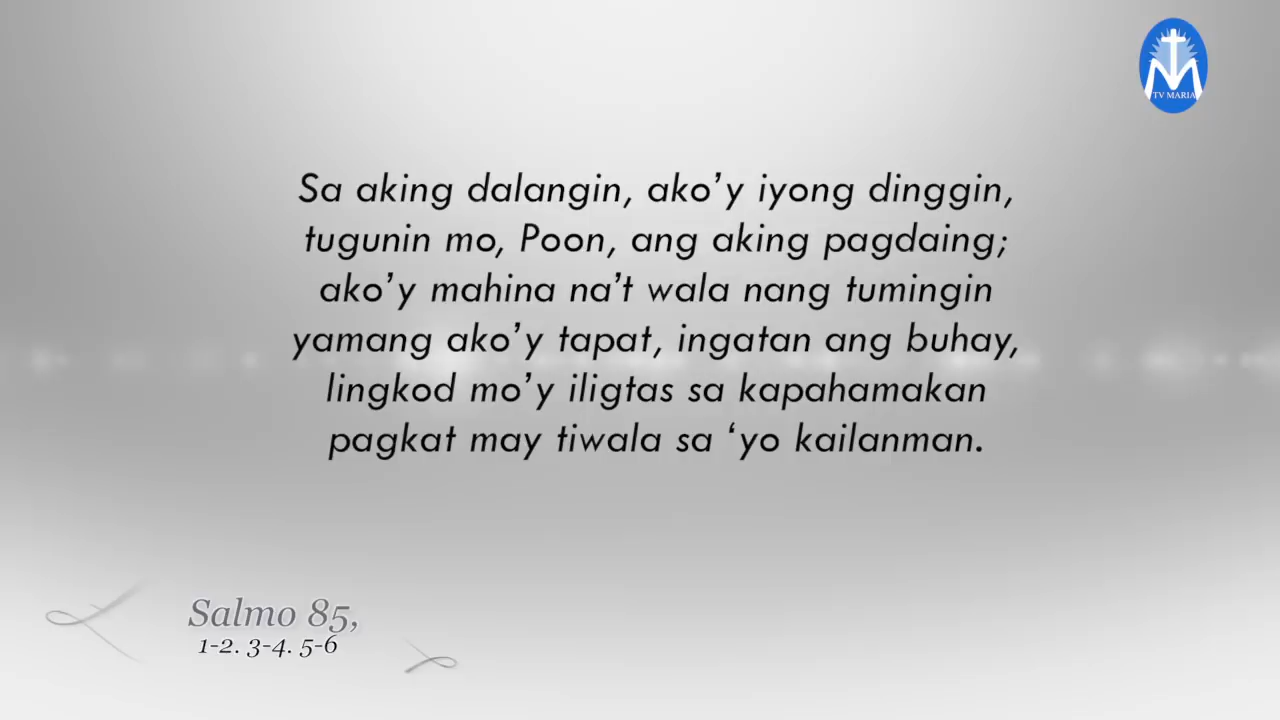 TV MARIA
Sa aking dalangin, ako’y iyong dinggin,
tugunin mo, Poon, ang aking pagdaing;
ako’y mahina na’t wala nang tumingin
yamang ako’y tapat, ingatan ang buhay,
lingkod mo’y iligtas sa kapahamakan
pagkat may tiwala sa ‘yo kailanman.
Salmo 85,
1-2. 3-4. 5-6